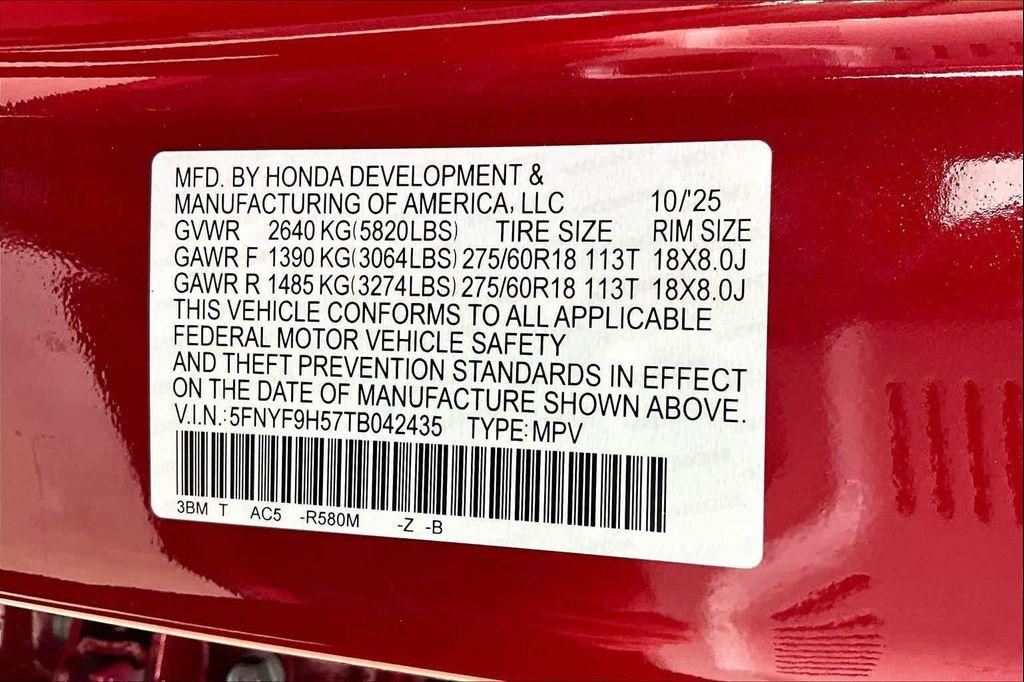 MFD. BY HONDA DEVELOPMENT &
MANUFACTURING OF AMERICA, LLC 10/'25
GVWR 2640 KG(5820LBS) TIRE SIZE RIM SIZE
GAWR F 1390 KG(3064LBS) 275/60R18 113T 18X8.0J
GAWR R 1485 KG(3274LBS) 275/60R18 113T 18X8.0J
THIS VEHICLE CONFORMS TO ALL APPLICABLE
FEDERAL MOTOR VEHICLE SAFETY
AND THEFT PREVENTION STANDARDS IN EFFECT
ON THE DATE OF MANUFACTURE SHOWN ABOVE.
V.I.N.:5FNYF9H57TB042435 TYPE:MPV
3BM T AC5 -R580M -Z -B